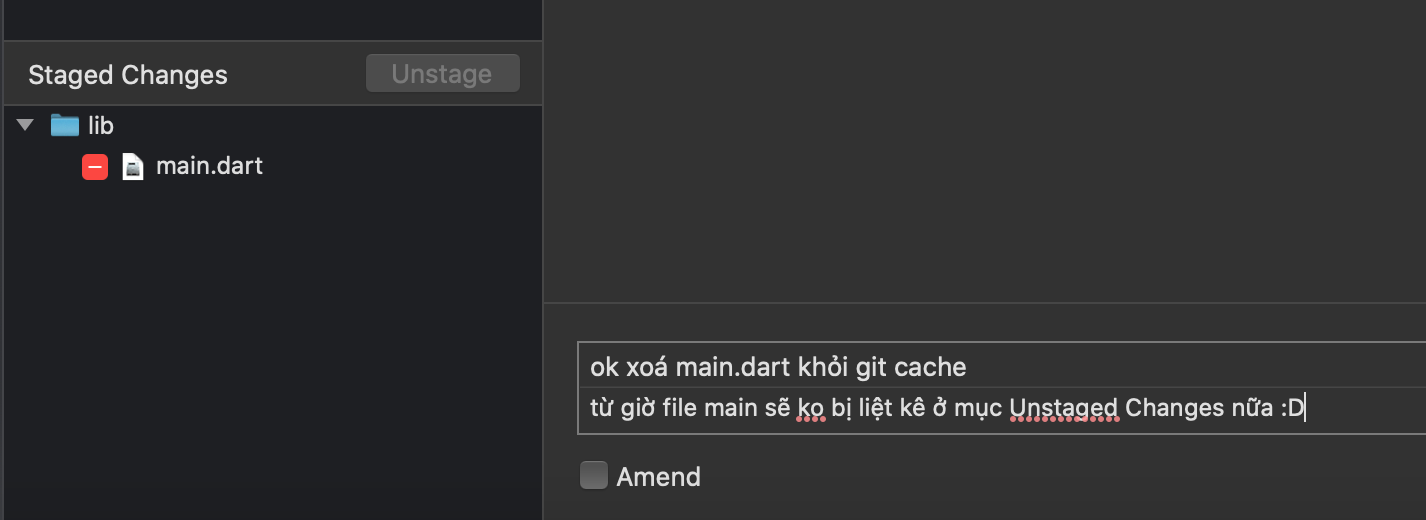 Staged Changes
Unstage
lib
main.dart
ok xoá main.dart khỏi git cache
từ giờ file main sẽ ko bị liệt kê ở mục Unstaged Changes nữa :D
Amend